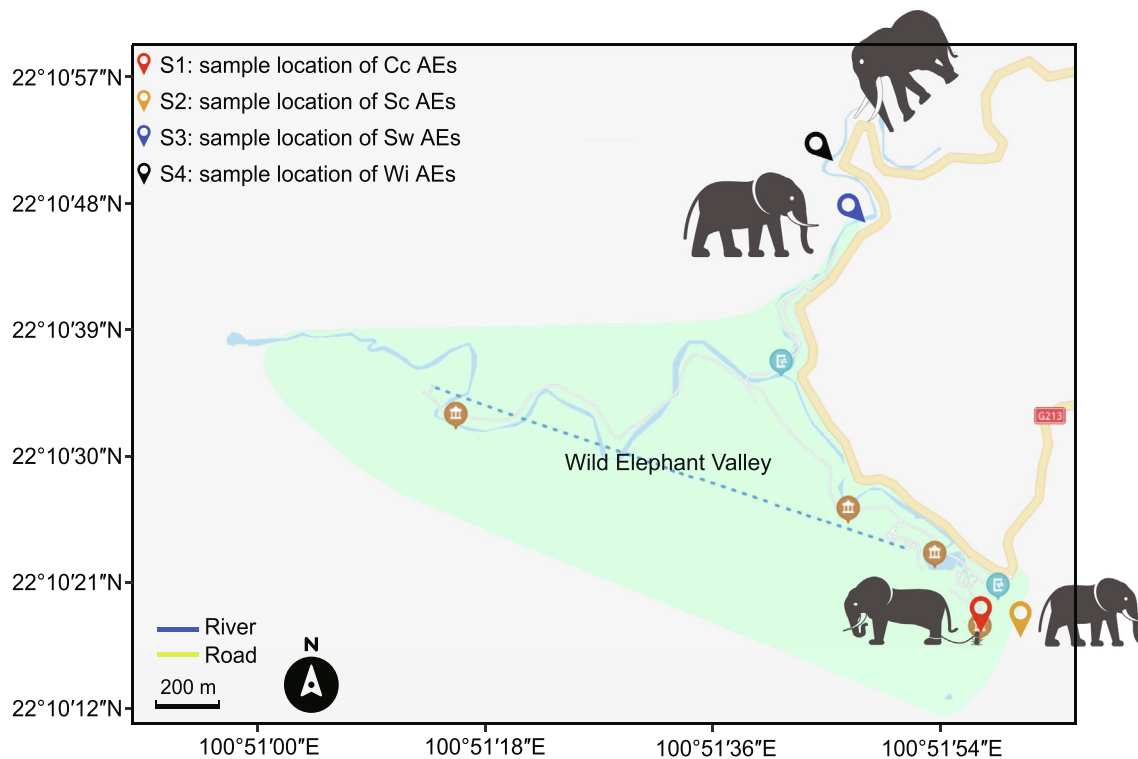 S1: sample location of Cc AEs
S2: sample location of Sc AEs
S3: sample location of Sw AEs
S4: sample location of Wi AEs
22°10′57″N
22°10′48″N
22°10′39″N
22°10′30″N
22°10′21″N
22°10′12″N
G213
Wild Elephant Valley
River
Road
200 m
N
100°51′00″E
100°51′18″E
100°51′36″E
100°51′54″E